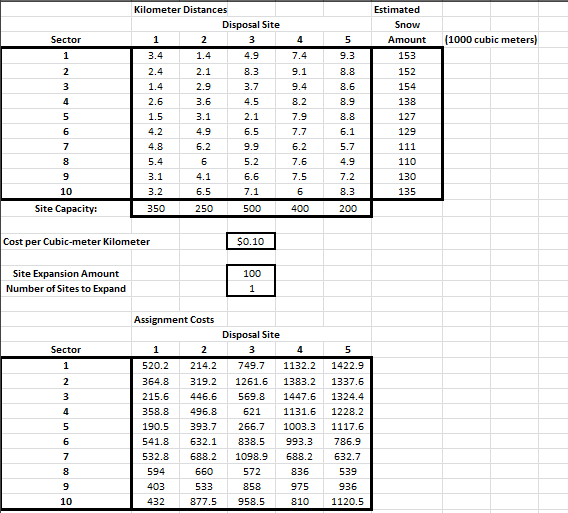 Kilometer Distances Estimated
Disposal Site Snow
Sector 1 2 3 4 5 Amount (1000 cubic meters)
1 3.4 1.4 4.9 7.4 9.3 153
2 2.4 2.1 8.3 9.1 8.8 152
3 1.4 2.9 3.7 9.4 8.6 154
4 2.6 3.6 4.5 8.2 8.9 138
5 1.5 3.1 2.1 7.9 8.8 127
6 4.2 4.9 6.5 7.7 6.1 129
7 4.8 6.2 9.9 6.2 5.7 111
8 5.4 6 5.2 7.6 4.9 110
9 3.1 4.1 6.6 7.5 7.2 130
10 3.2 6.5 7.1 6 8.3 135
Site Capacity: 350 250 500 400 200
Cost per Cubic-meter Kilometer $0.10
Site Expansion Amount 100
Number of Sites to Expand 1
Assignment Costs
Disposal Site
Sector 1 2 3 4 5
1 520.2 214.2 749.7 1132.2 1422.9
2 364.8 319.2 1261.6 1383.2 1337.6
3 215.6 446.6 569.8 1447.6 1324.4
4 358.8 496.8 621 1131.6 1228.2
5 190.5 393.7 266.7 1003.3 1117.6
6 541.8 632.1 838.5 993.3 786.9
7 532.8 688.2 1098.9 688.2 632.7
8 594 660 572 836 539
9 403 533 858 975 936
10 432 877.5 958.5 810 1120.5